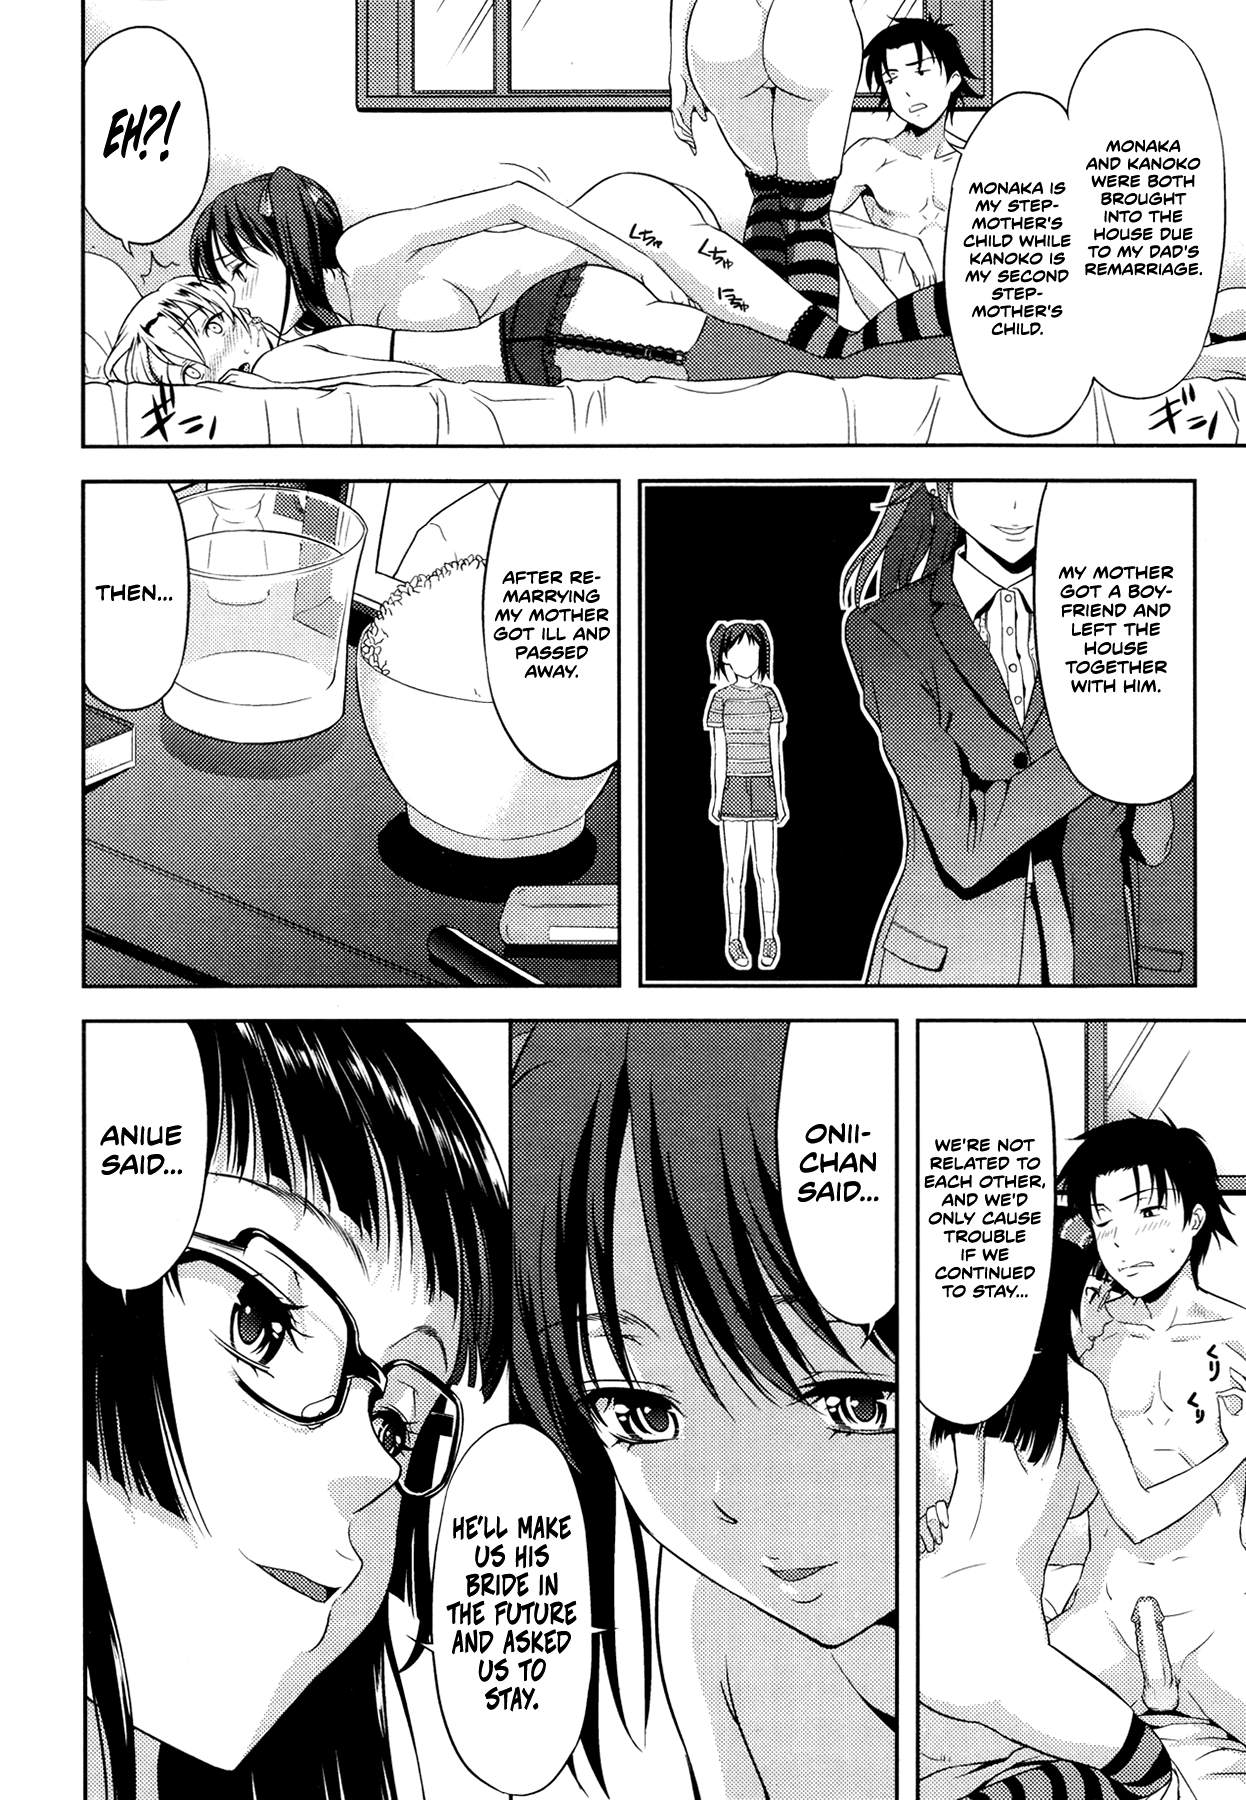 MONAKA
AND KANOKO
WERE BOTH
BROUGHT
INTO THE
HOUSE DUE
TO MY DAD'S
REMARRIAGE.
MONAKA IS
MY STEP-
MOTHER'S
CHILD WHILE
KANOKO IS
MY SECOND
STEP-
MOTHER'S
CHILD.
EH?!
MY MOTHER
GOT A BOY-
FRIEND AND
LEFT THE
HOUSE
TOGETHER
WITH HIM.
AFTER RE-
MARRYING
MY MOTHER
GOT ILL AND
PASSED
AWAY.
THEN...
WE'RE NOT
RELATED TO
EACH OTHER,
AND WE'D
ONLY CAUSE
TROUBLE
IF WE
CONTINUED
TO STAY...
くり
くり
ONII-
CHAN
SAID...
ANIUE
SAID...
HE'LL MAKE
US HIS
BRIDE IN
THE FUTURE
AND ASKED
US TO
STAY.